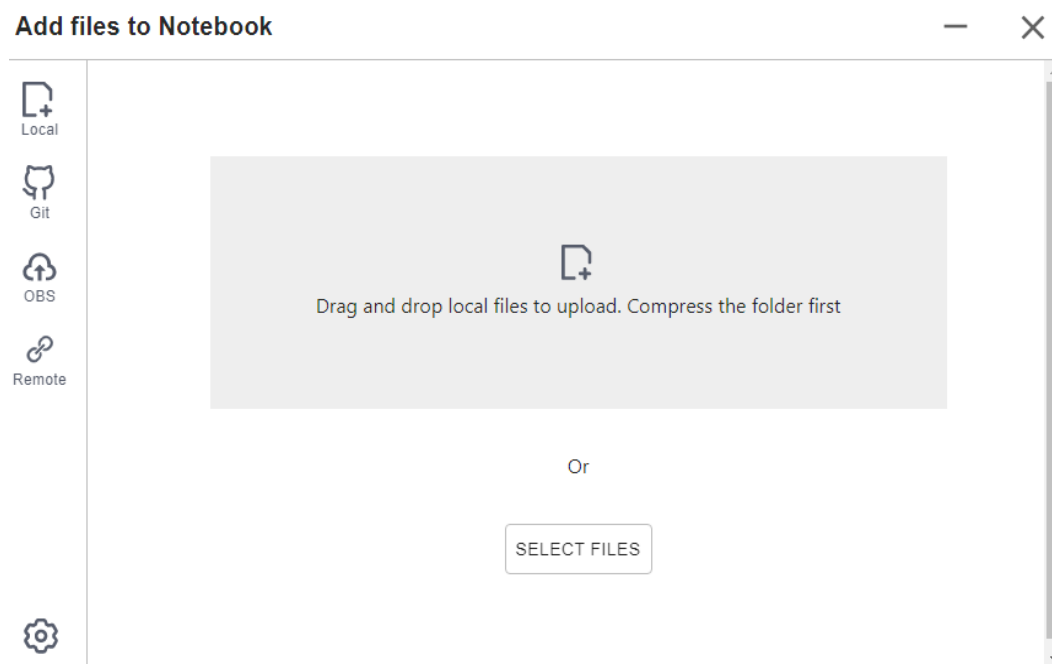 Add files to Notebook
Local
Git
OBS
Remote
Drag and drop local files to upload. Compress the folder first
Or
SELECT FILES